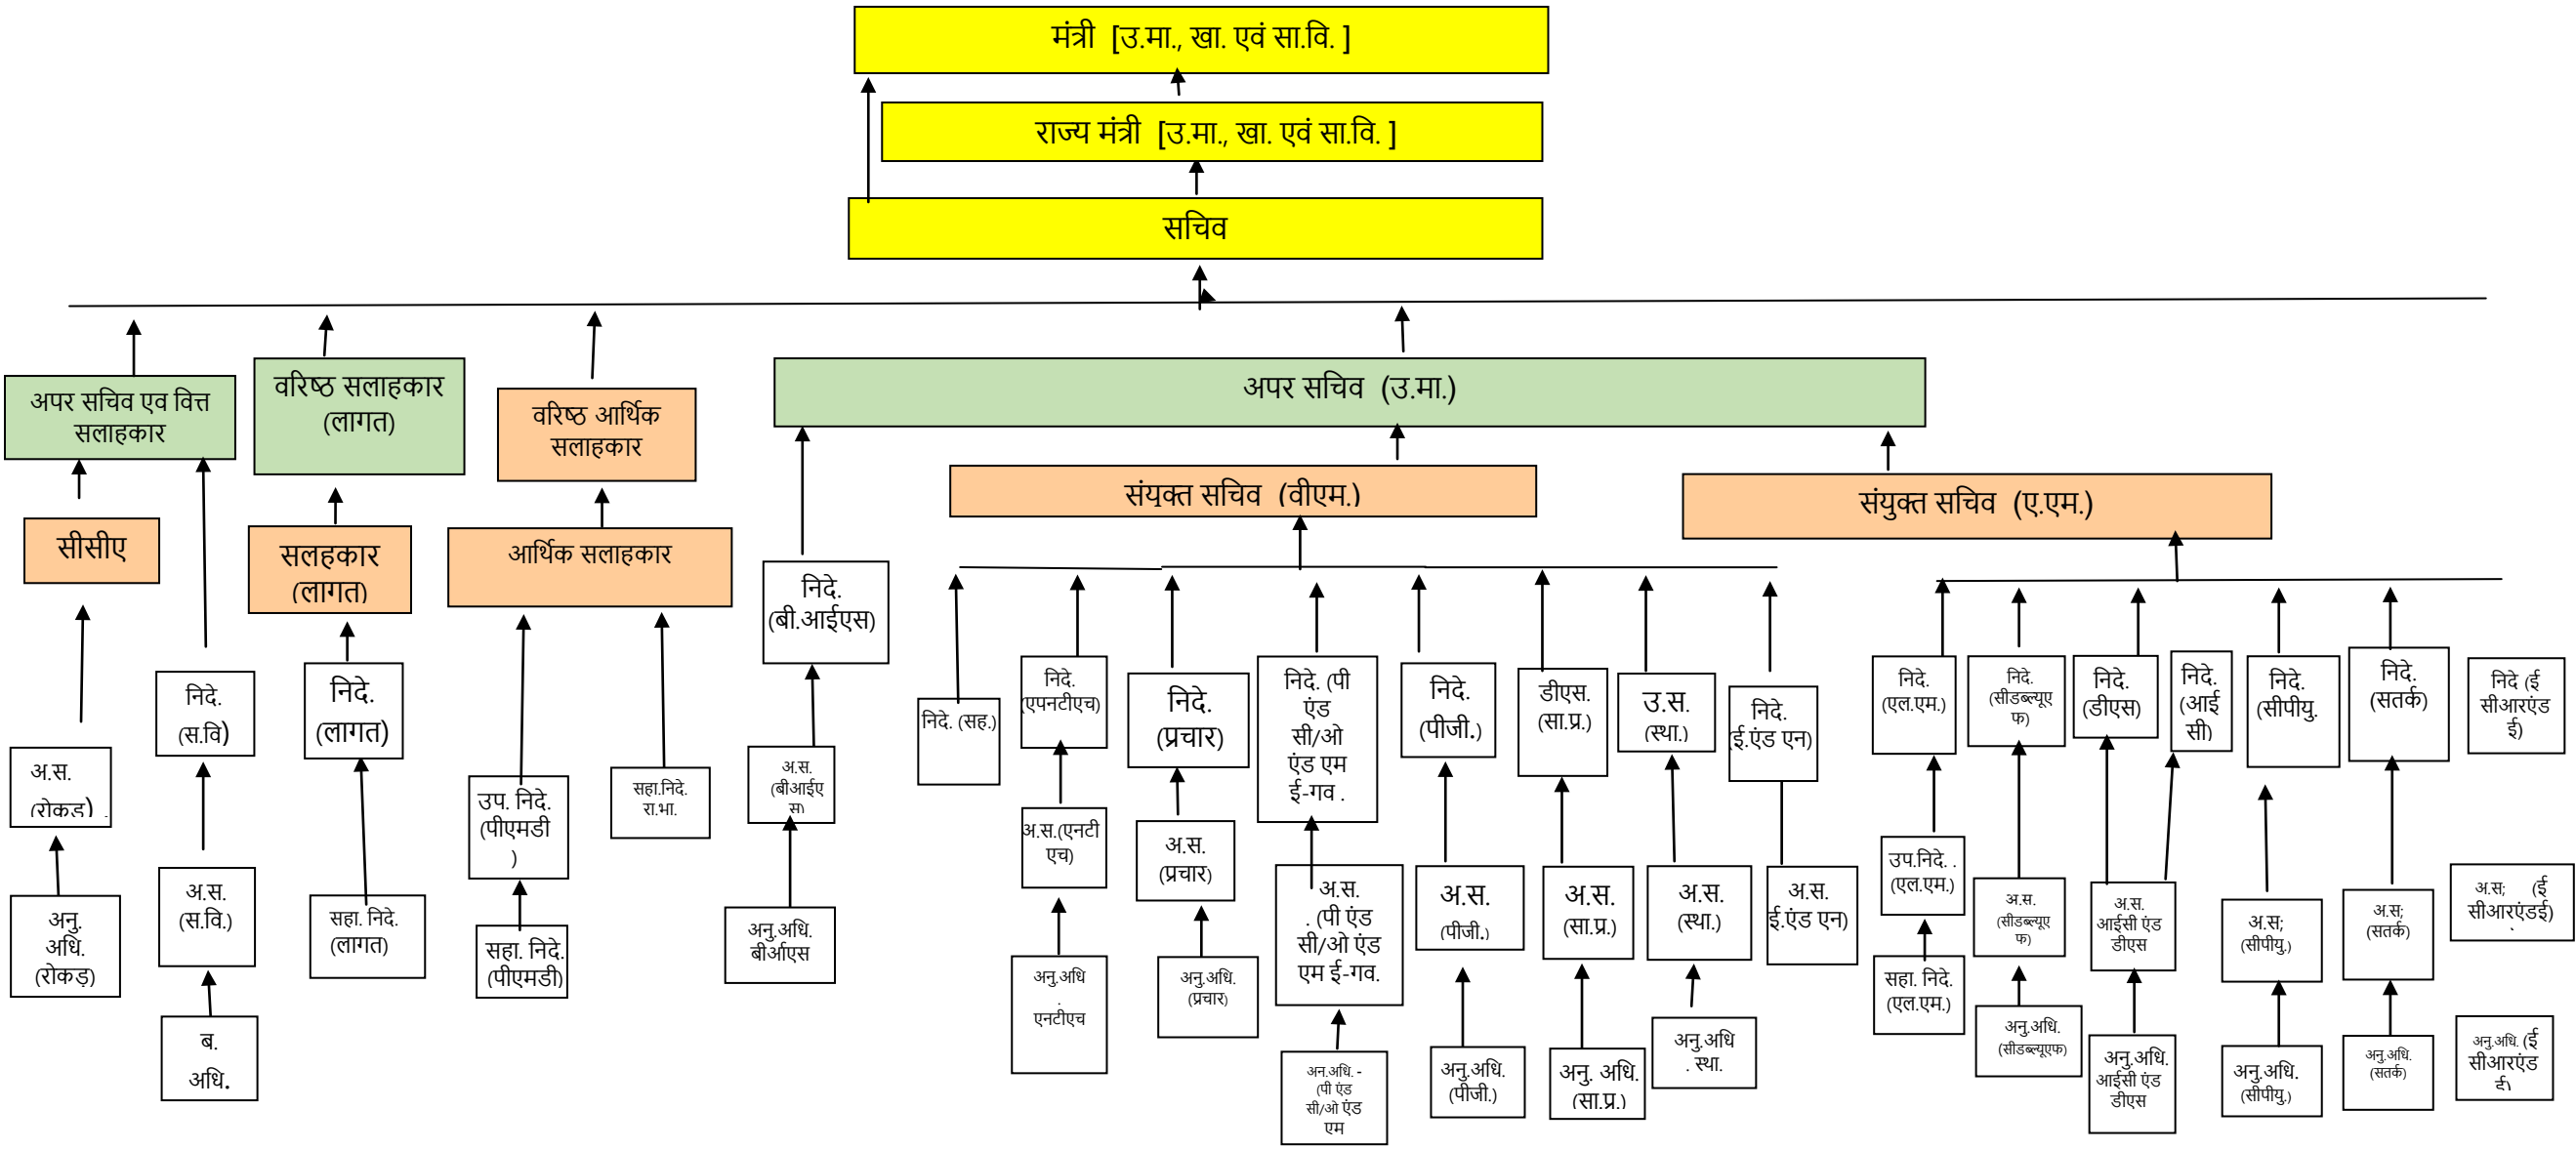 मंत्री [उ.मा., खा. एवं सा.वि. ]
राज्य मंत्री [उ.मा., खा. एवं सा.वि. ]
सचिव
अपर सचिव एव वित्त
सलाहकार
वरिष्ठ सलाहकार
(लागत)
वरिष्ठ आर्थिक
सलाहकार
अपर सचिव (उ.मा.)
संयुक्त सचिव (वीएम.)
संयुक्त सचिव (ए.एम.)
सीसीए
सलहकार
(लागत)
आर्थिक सलाहकार
निदे.
(बी.आईएस)
निदे.
(स.वि)
निदे.
(लागत)
निदे. (सह.)
निदे.
(एपनटीएच)
निदे.
(प्रचार)
निदे. (पी
एंड
सी/ओ
एंड एम
ई-गव .
निदे.
(पीजी.)
डीएस.
(सा.प्र.)
उ.स.
(स्था.)
निदे.
(ई.एंड एन)
निदे.
(एल.एम.)
निदे.
(सीडब्ल्यूए
फ)
निदे.
(डीएस)
निदे.
(आई
सी)
निदे.
(सीपीयु.
निदे.
(सतर्क)
निदे (ई
सीआरएंड
ई)
अ.स.
(रोकड़) .
उप. निदे.
(पीएमडी
)
सहा.निदे.
रा.भा.
अ.स.
(बीआईए
स)
अ.स.(एनटी
एच)
अ.स.
(प्रचार)
उप.निदे. .
(एल.एम.)
अनु.
अधि.
(रोकड़)
अ.स.
(स.वि.)
सहा. निदे.
(लागत)
सहा. निदे.
(पीएमडी)
अनु.अधि.
बीर्आएस
अ.स.
. (पी एंड
सी/ओ एंड
एम ई-गव.
अ.स.
(पीजी.)
अ.स.
(सा.प्र.)
अ.स.
(स्था.)
अ.स.
ई.एंड एन)
अ.स.
(सीडब्ल्यूए
फ)
अ.स.
आईसी एंड
डीएस
अ.स;
(सीपीयु.)
अ.स;
(सतर्क)
अ.स; (ई
सीआरएंडई)
ब.
अधि.
अनु.अधि
.
एनटीएच
अनु.अधि.
(प्रचार)
अन.अधि. -
(पी एंड
सी/ओ एंड
एम
अनु.अधि.
(पीजी.)
अनु. अधि.
(सा.प्र.)
अनु.अधि
. स्था.
सहा. निदे.
(एल.एम.)
अनु.अधि.
(सीडब्ल्यूएफ)
अनु.अधि.
आईसी एंड
डीएस
अनु.अधि.
(सीपीयु.)
अनु.अधि.
(सतर्क)
अनु.अधि. (ई
सीआरएंड
ई)